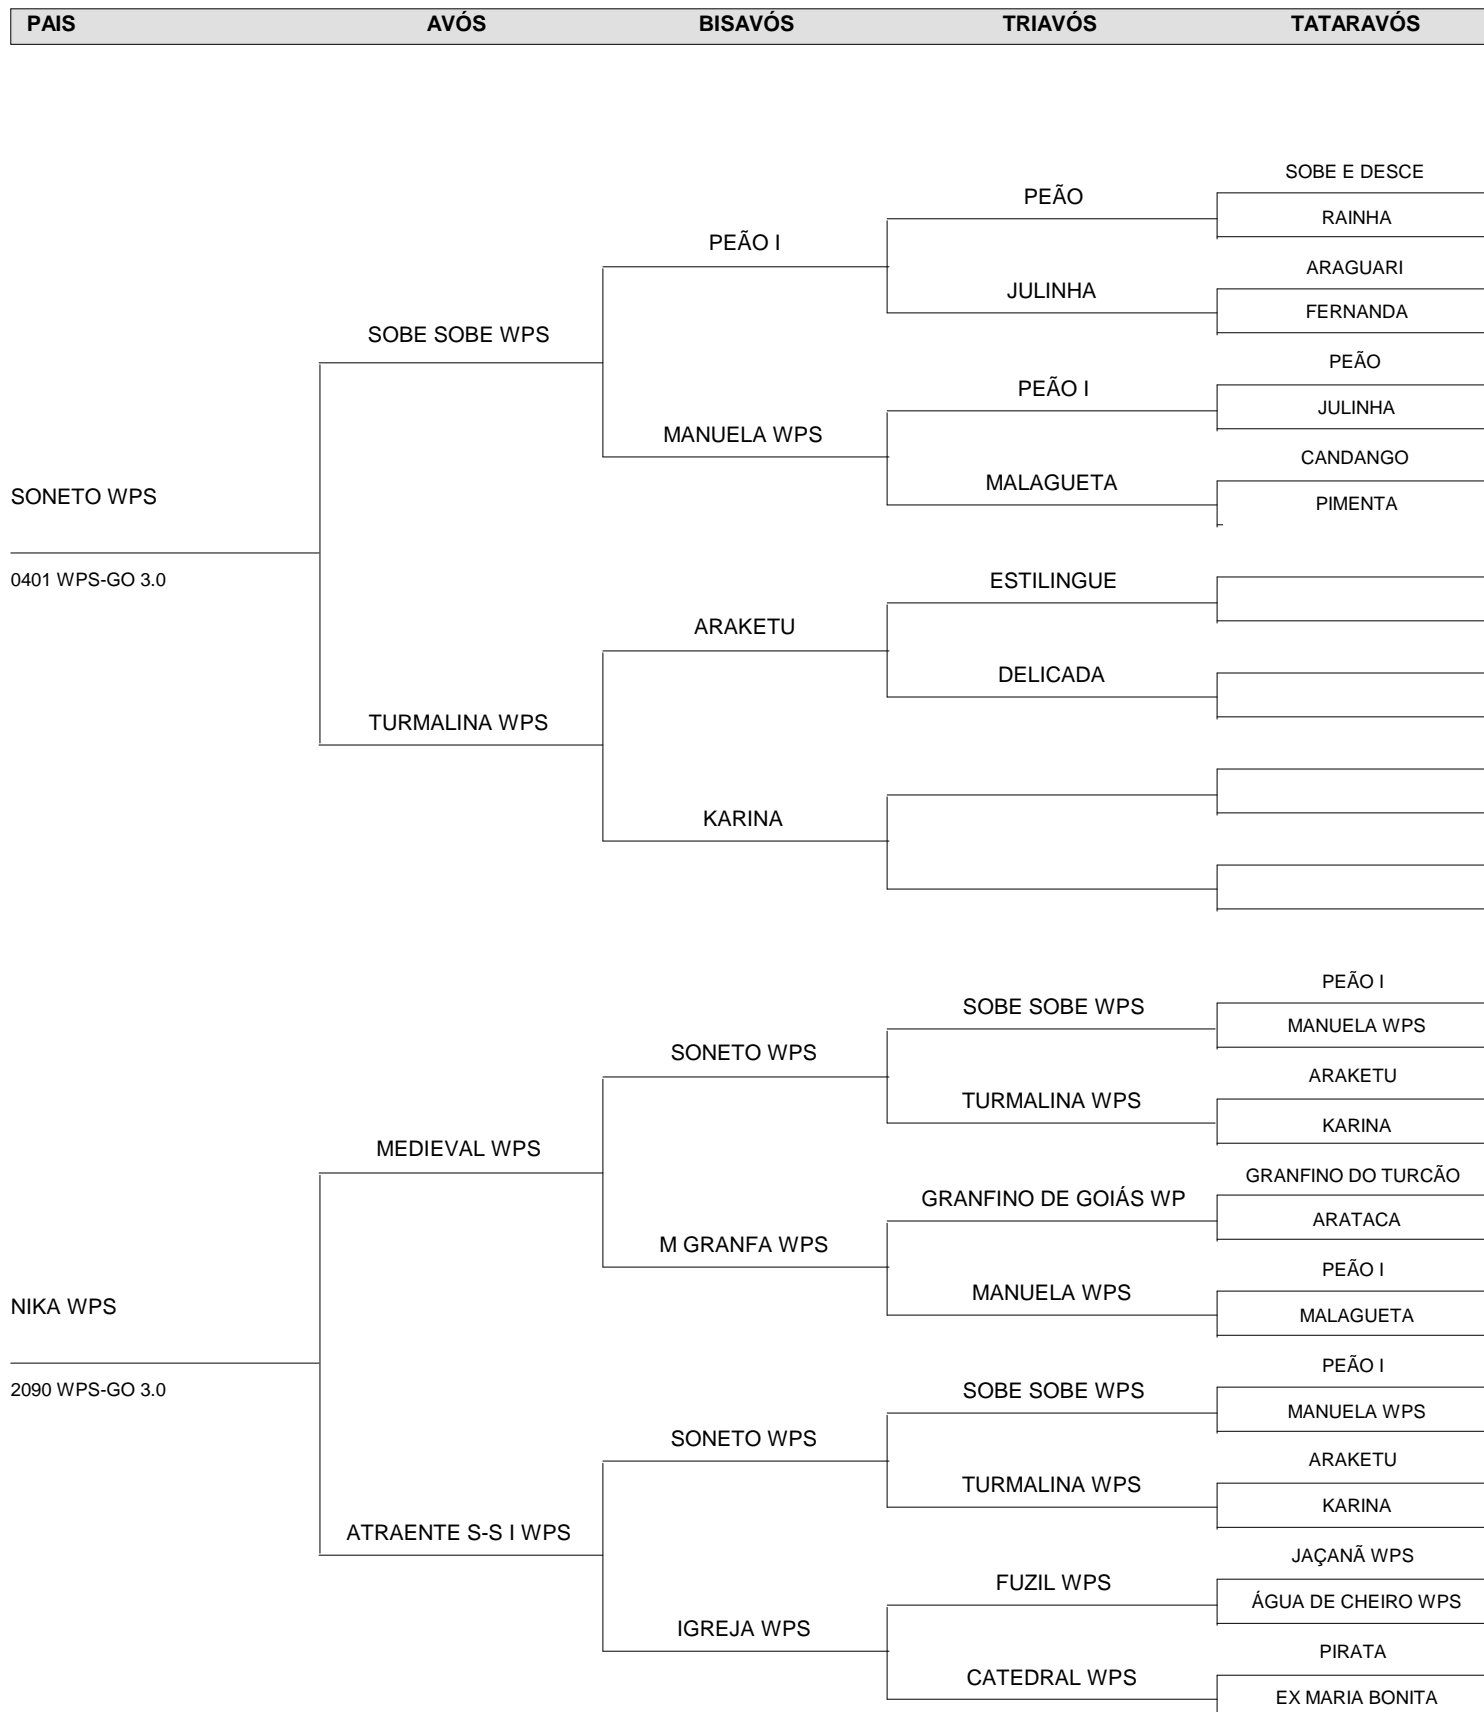 PAIS AVÓS BISAVÓS TRIAVÓS TATARAVÓS
SOBE E DESCE
PEÃO
RAINHA
PEÃO I
ARAGUARI
JULINHA
FERNANDA
SOBE SOBE WPS
PEÃO
PEÃO I
JULINHA
MANUELA WPS
CANDANGO
MALAGUETA
SONETO WPS
PIMENTA
0401 WPS-GO 3.0
ESTILINGUE
ARAKETU
DELICADA
TURMALINA WPS
KARINA
PEÃO I
SOBE SOBE WPS
MANUELA WPS
SONETO WPS
ARAKETU
TURMALINA WPS
KARINA
MEDIEVAL WPS
GRANFINO DO TURCÃO
GRANFINO DE GOIÁS WP
ARATACA
M GRANFA WPS
PEÃO I
MANUELA WPS
NIKA WPS
MALAGUETA
PEÃO I
2090 WPS-GO 3.0
SOBE SOBE WPS
MANUELA WPS
SONETO WPS
ARAKETU
TURMALINA WPS
KARINA
ATRAENTE S-S I WPS
JAÇANÃ WPS
FUZIL WPS
ÁGUA DE CHEIRO WPS
IGREJA WPS
PIRATA
CATEDRAL WPS
EX MARIA BONITA